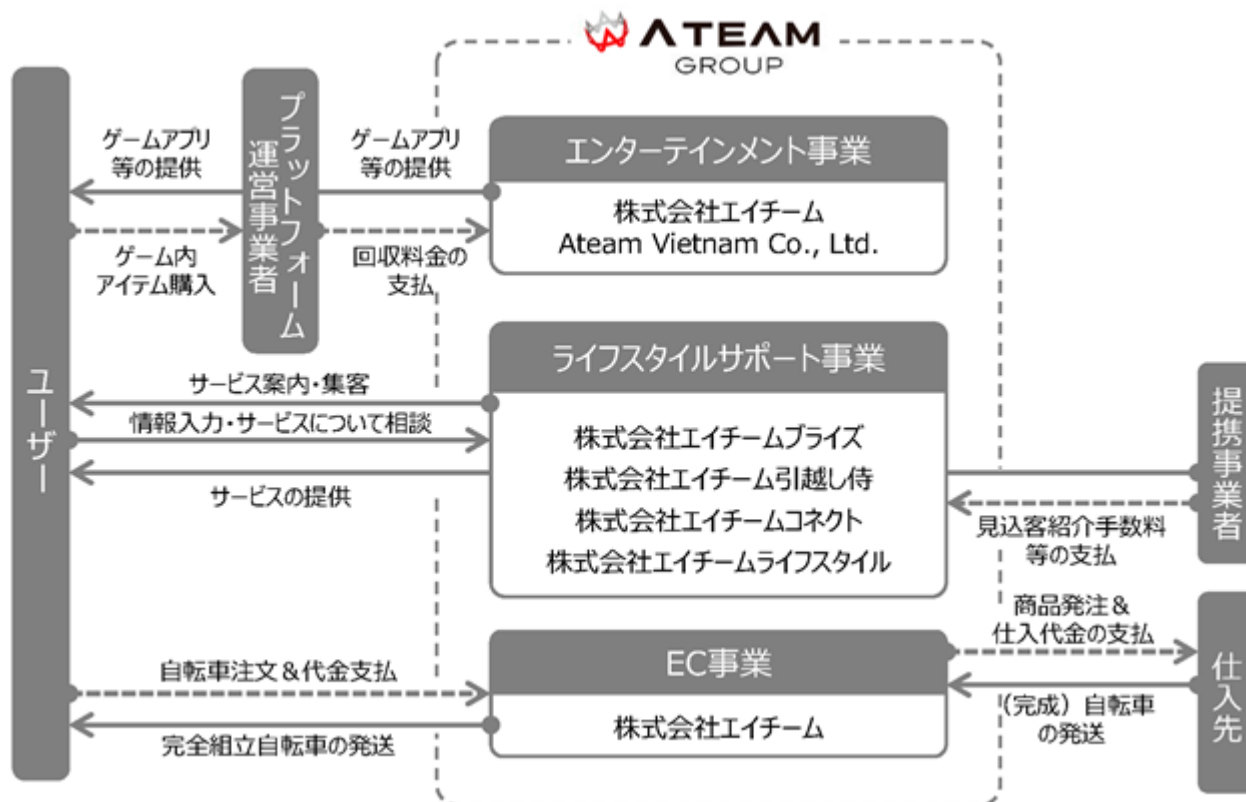 ATEAM
GROUP
ユーザー
プラットフォーム
運営事業者
ゲームアプリ
等の提供
ゲーム内
アイテム購入
ゲームアプリ
等の提供
回収料金の
支払
エンターテインメント事業
株式会社エイチーム
Ateam Vietnam Co., Ltd.
サービス案内・集客
情報入力・サービスについて相談
サービスの提供
ライフスタイルサポート事業
株式会社エイチームブライズ
株式会社エイチーム引越し侍
株式会社エイチームコネクト
株式会社エイチームライフスタイル
提携事業者
見込客紹介手数料
等の支払
自転車注文&代金支払
完全組立自転車の発送
EC事業
株式会社エイチーム
商品発注&
仕入代金の支払
(完成)自転車
の発送
仕入先